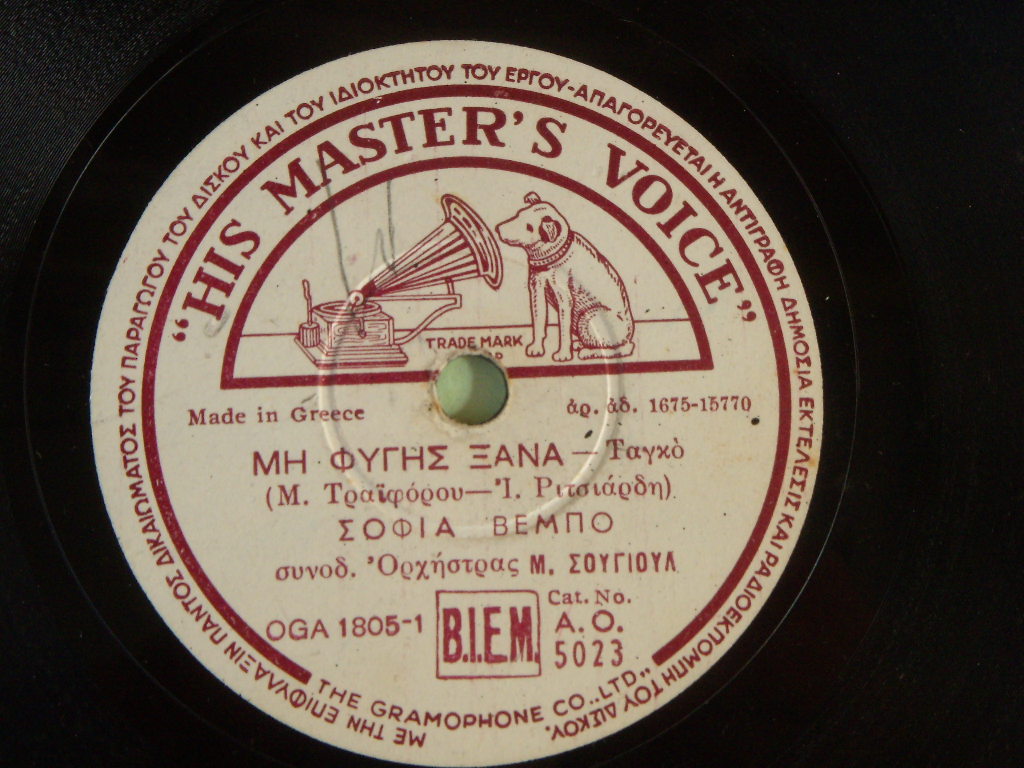 ΜΕ ΤΗΝ ΕΠΙΦΥΛΑΞΙΝ ΠΑΝΤΟΣ ΔΙΚΑΙΩΜΑΤΟΣ ΤΟΥ ΠΑΡΑΓΩΓΟΥ ΤΟΥ ΔΙΣΚΟΥ ΚΑΙ ΤΟΥ ΙΔΙΟΚΤΗΤΟΥ ΤΟΥ ΕΡΓΟΥ-ΑΠΑΓΟΡΕΥΕΤΑΙ Η ΑΝΤΙΓΡΑΦΗ ΔΗΜΟΣΙΑ ΕΚΤΕΛΕΣΙΣ ΚΑΙ ΡΑΔΙΟΕΚΠΟΜΠΗ ΤΟΥ ΔΙΣΚΟΥ.
"HIS MASTER'S VOICE"
TRADE MARK
Made in Greece
ἀρ. ἀδ. 1675-15770
ΜΗ ΦΥΓΗΣ ΞΑΝΑ — Ταγκὸ
(Μ. Τραϊφόρου—Ἰ. Ριτσιάρδη)
ΣΟΦΙΑ ΒΕΜΠΟ
συνοδ. Ὀρχήστρας Μ. ΣΟΥΓΙΟΥΛ
OGA 1805-1
B.I.E.M.
Cat. No.
A. O.
5023
THE GRAMOPHONE CO., LTD.,